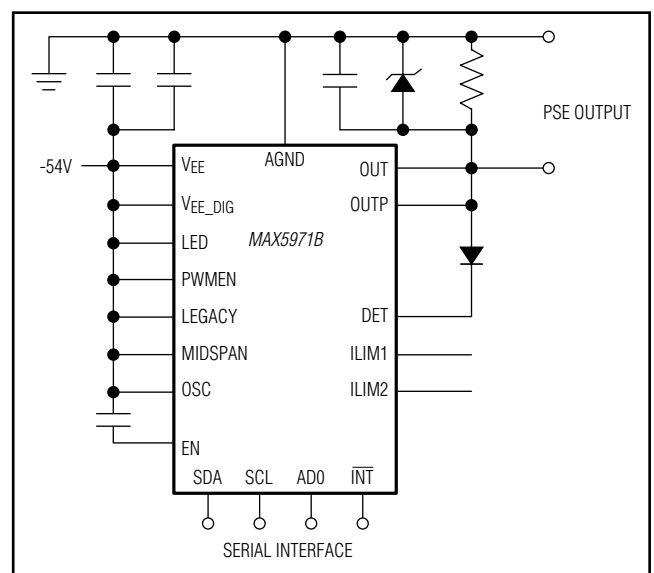 PSE OUTPUT
-54V
AGND
VEE
OUT
VEE_DIG
OUTP
MAX5971B
LED
PWMEN
LEGACY
DET
MIDSPAN
ILIM1
OSC
ILIM2
EN
SDA SCL AD0 INT
SERIAL INTERFACE